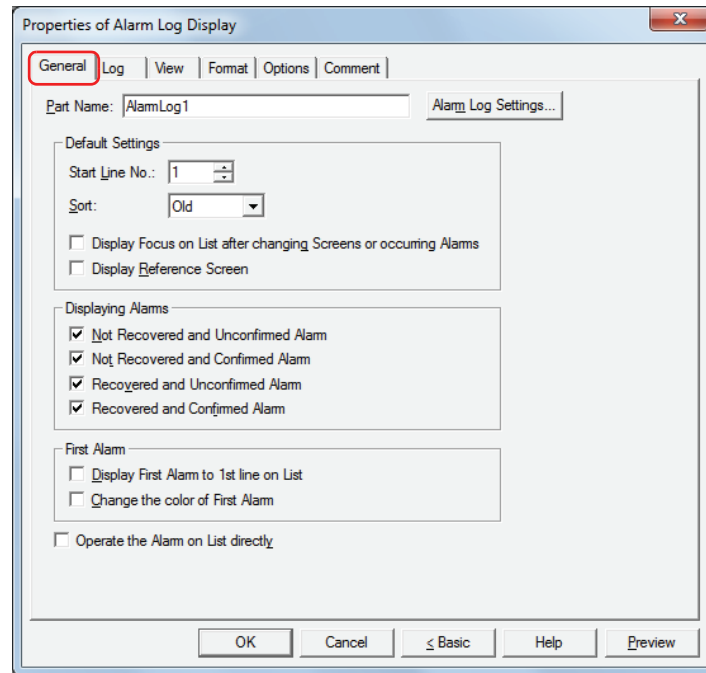 Properties of Alarm Log Display
General Log View Format Options Comment
Part Name: AlarmLog1 Alarm Log Settings...
Default Settings
Start Line No.: 1
Sort: Old
Display Focus on List after changing Screens or occurring Alarms
Display Reference Screen
Displaying Alarms
Not Recovered and Unconfirmed Alarm
Not Recovered and Confirmed Alarm
Recovered and Unconfirmed Alarm
Recovered and Confirmed Alarm
First Alarm
Display First Alarm to 1st line on List
Change the color of First Alarm
Operate the Alarm on List directly
OK Cancel < Basic Help Preview